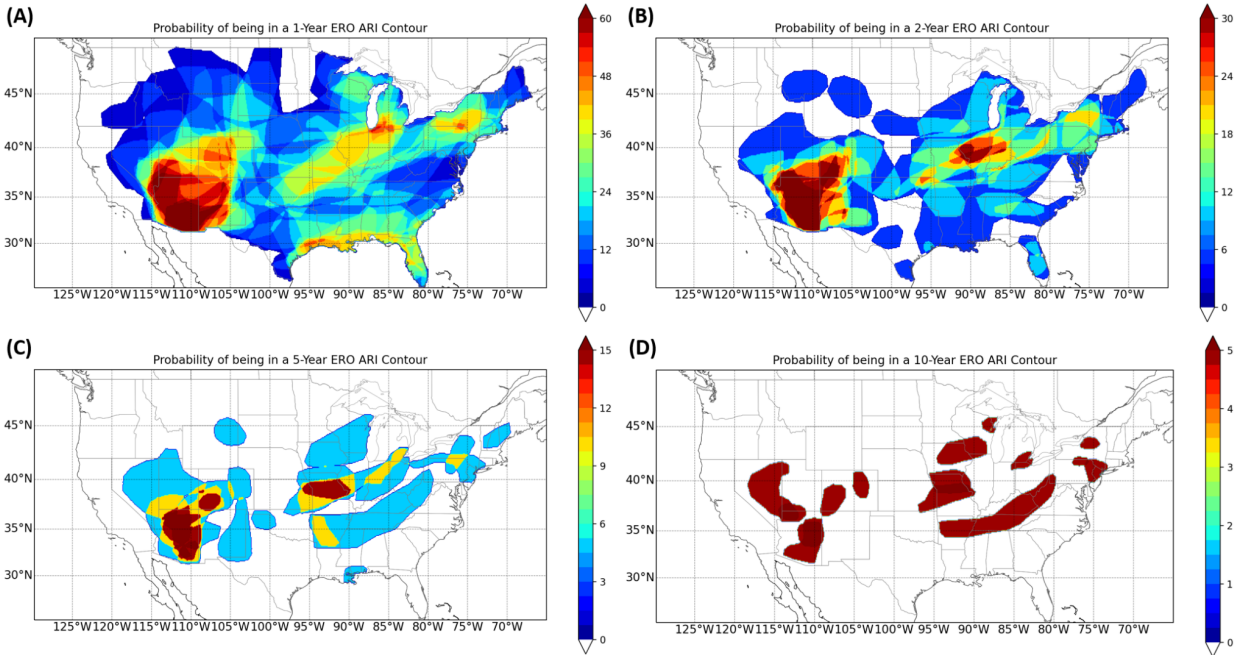 (A)
Probability of being in a 1-Year ERO ARI Contour
45°N
40°N
35°N
30°N
125°W 120°W 115°W 110°W 105°W 100°W 95°W 90°W 85°W 80°W 75°W 70°W
60
48
36
24
12
0
(B)
Probability of being in a 2-Year ERO ARI Contour
45°N
40°N
35°N
30°N
125°W 120°W 115°W 110°W 105°W 100°W 95°W 90°W 85°W 80°W 75°W 70°W
30
24
18
12
6
0
(C)
Probability of being in a 5-Year ERO ARI Contour
45°N
40°N
35°N
30°N
125°W 120°W 115°W 110°W 105°W 100°W 95°W 90°W 85°W 80°W 75°W 70°W
15
12
9
6
3
0
(D)
Probability of being in a 10-Year ERO ARI Contour
45°N
40°N
35°N
30°N
125°W 120°W 115°W 110°W 105°W 100°W 95°W 90°W 85°W 80°W 75°W 70°W
5
4
3
2
1
0